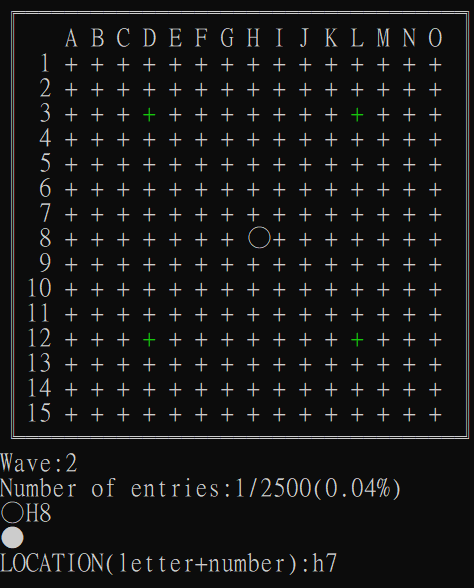 A B C D E F G H I J K L M N O
1 + + + + + + + + + + + + + + +
2 + + + + + + + + + + + + + + +
3 + + + + + + + + + + + + + + +
4 + + + + + + + + + + + + + + +
5 + + + + + + + + + + + + + + +
6 + + + + + + + + + + + + + + +
7 + + + + + + + + + + + + + + +
8 + + + + + + + ○ + + + + + + +
9 + + + + + + + + + + + + + + +
10 + + + + + + + + + + + + + + +
11 + + + + + + + + + + + + + + +
12 + + + + + + + + + + + + + + +
13 + + + + + + + + + + + + + + +
14 + + + + + + + + + + + + + + +
15 + + + + + + + + + + + + + + +
Wave:2
Number of entries:1/2500(0.04%)
○H8
●
LOCATION(letter+number):h7